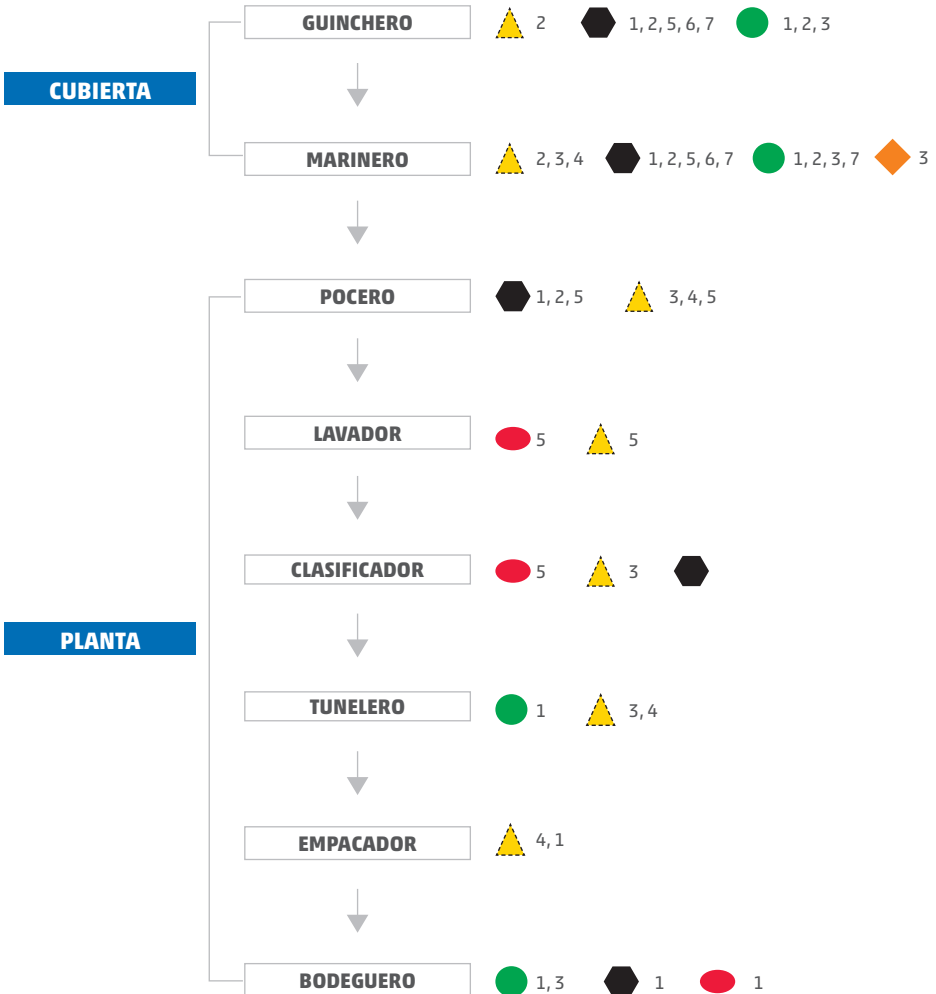 GUINCHERO 2 1, 2, 5, 6, 7 1, 2, 3
CUBIERTA
MARINERO 2, 3, 4 1, 2, 5, 6, 7 1, 2, 3, 7 3
POCERO 1, 2, 5 3, 4, 5
LAVADOR 5 5
CLASIFICADOR 5 3
PLANTA
TUNELERO 1 3, 4
EMPACADOR 4, 1
BODEGUERO 1, 3 1 1